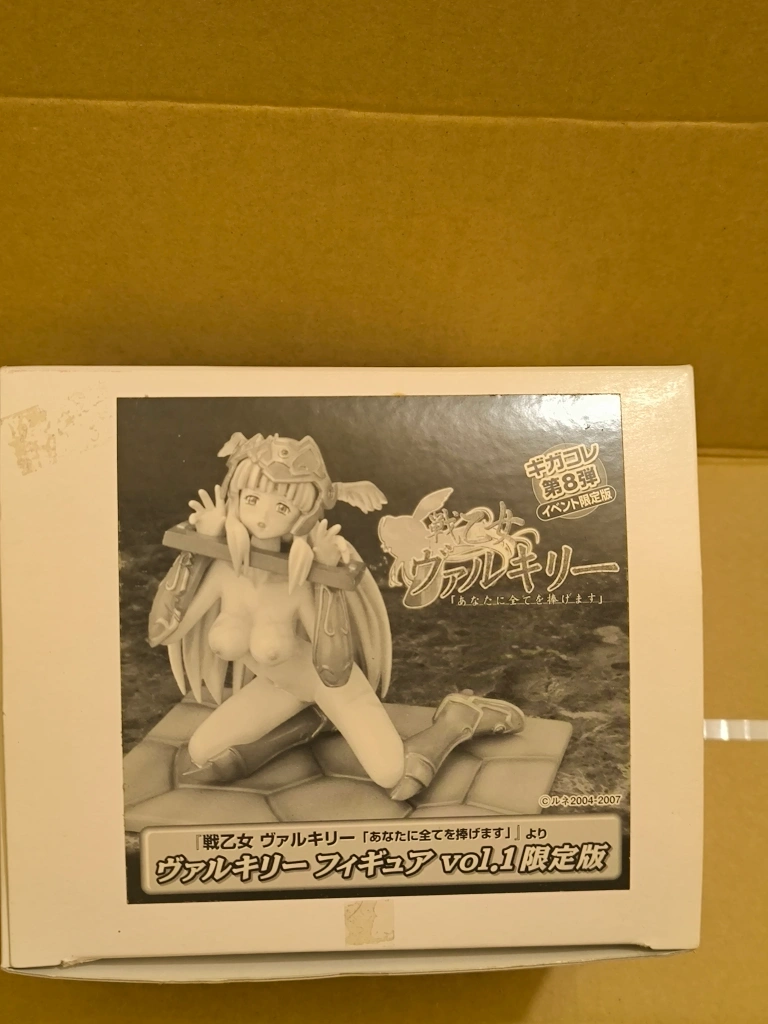 ギガコレ
第8弾
イベント限定版
戦乙女
ヴァルキリー
「あなたに全てを捧げます」
©ルネ2004-2007
『戦乙女 ヴァルキリー「あなたに全てを捧げます」』より
ヴァルキリー フィギュア vol.1 限定版